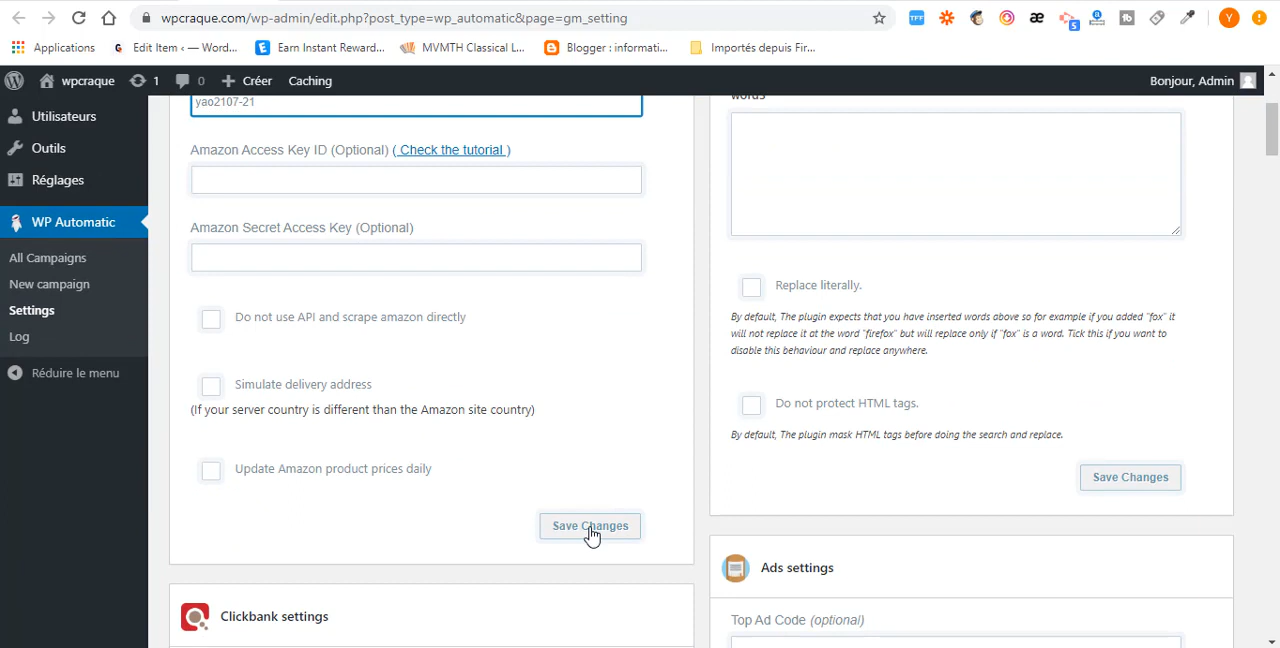 wpcraque.com/wp-admin/edit.php?post_type=wp_automatic&page=gm_setting
TFF
æ
5
Y
Applications
G
Edit Item ‹ — Word...
E
Earn Instant Reward...
MVMTH Classical L...
Blogger : informati...
Importés depuis Fir...
wpcraque
1
0
Créer
Caching
Bonjour, Admin
Utilisateurs
Outils
Réglages
WP Automatic
All Campaigns
New campaign
Settings
Log
Réduire le menu
yao2107-21
Amazon Access Key ID (Optional) ( Check the tutorial )
Amazon Secret Access Key (Optional)
Do not use API and scrape amazon directly
Simulate delivery address
(If your server country is different than the Amazon site country)
Update Amazon product prices daily
Save Changes
Clickbank settings
words
Replace literally.
By default, The plugin expects that you have inserted words above so for example if you added "fox" it
will not replace it at the word "firefox" but will replace only if "fox" is a word. Tick this if you want to
disable this behaviour and replace anywhere.
Do not protect HTML tags.
By default, The plugin mask HTML tags before doing the search and replace.
Save Changes
Ads settings
Top Ad Code (optional)